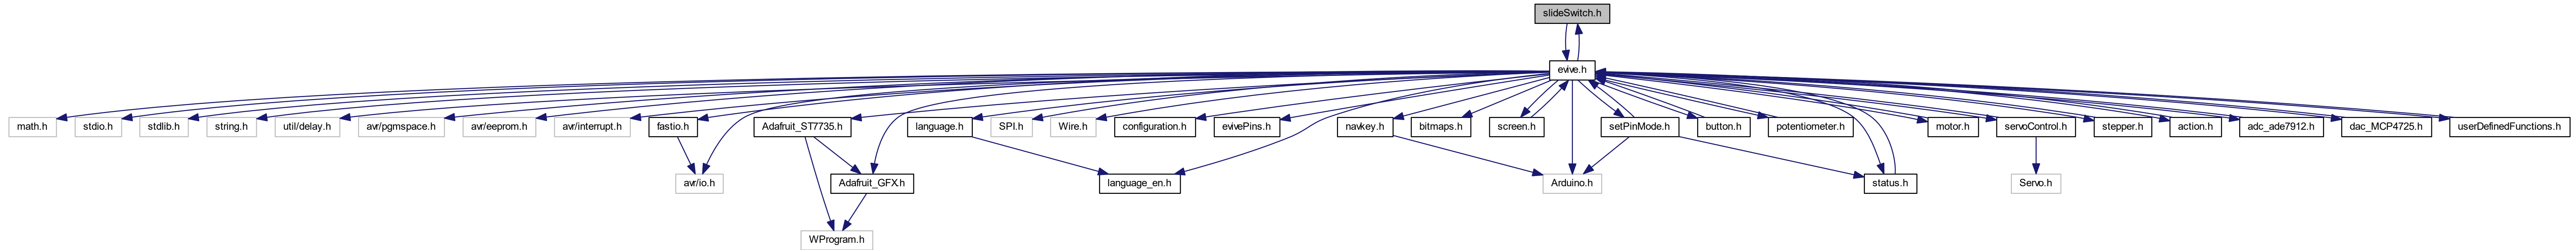 slideSwitch.h
evive.h
math.h
stdio.h
stdlib.h
string.h
util/delay.h
avr/pgmspace.h
avr/eeprom.h
avr/interrupt.h
fastio.h
Adafruit_ST7735.h
language.h
SPI.h
Wire.h
configuration.h
evivePins.h
navkey.h
bitmaps.h
screen.h
setPinMode.h
button.h
potentiometer.h
motor.h
servoControl.h
stepper.h
action.h
adc_ade7912.h
dac_MCP4725.h
userDefinedFunctions.h
avr/io.h
Adafruit_GFX.h
language_en.h
Arduino.h
status.h
Servo.h
WProgram.h